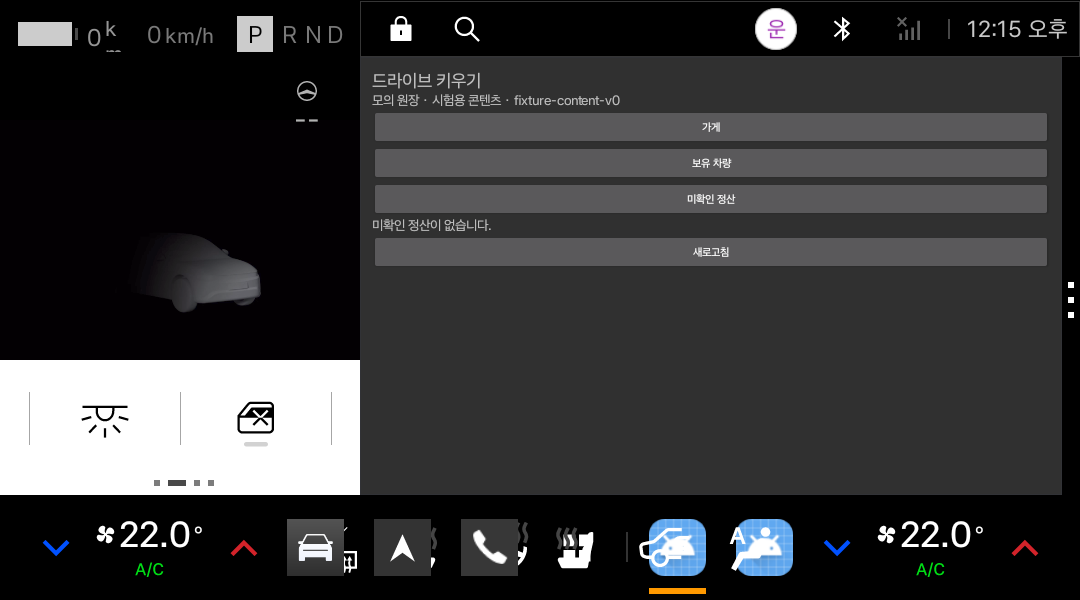 0 k
m
0 km/h
P R N D
운
12:15 오후
드라이브 키우기
모의 원장 · 시험용 콘텐츠 · fixture-content-v0
가게
보유 차량
미확인 정산
미확인 정산이 없습니다.
새로고침
22.0°
A/C
A
22.0°
A/C